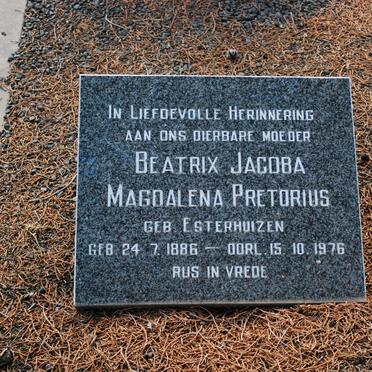 IN LIEFDEVOLLE HERINNERING
AAN ONS DIERBARE MOEDER
BEATRIX JACOBA
MAGDALENA PRETORIUS
GEB ESTERHUIZEN
GEB 24. 7. 1886 — OORL. 15. 10. 1976
RUS IN VREDE